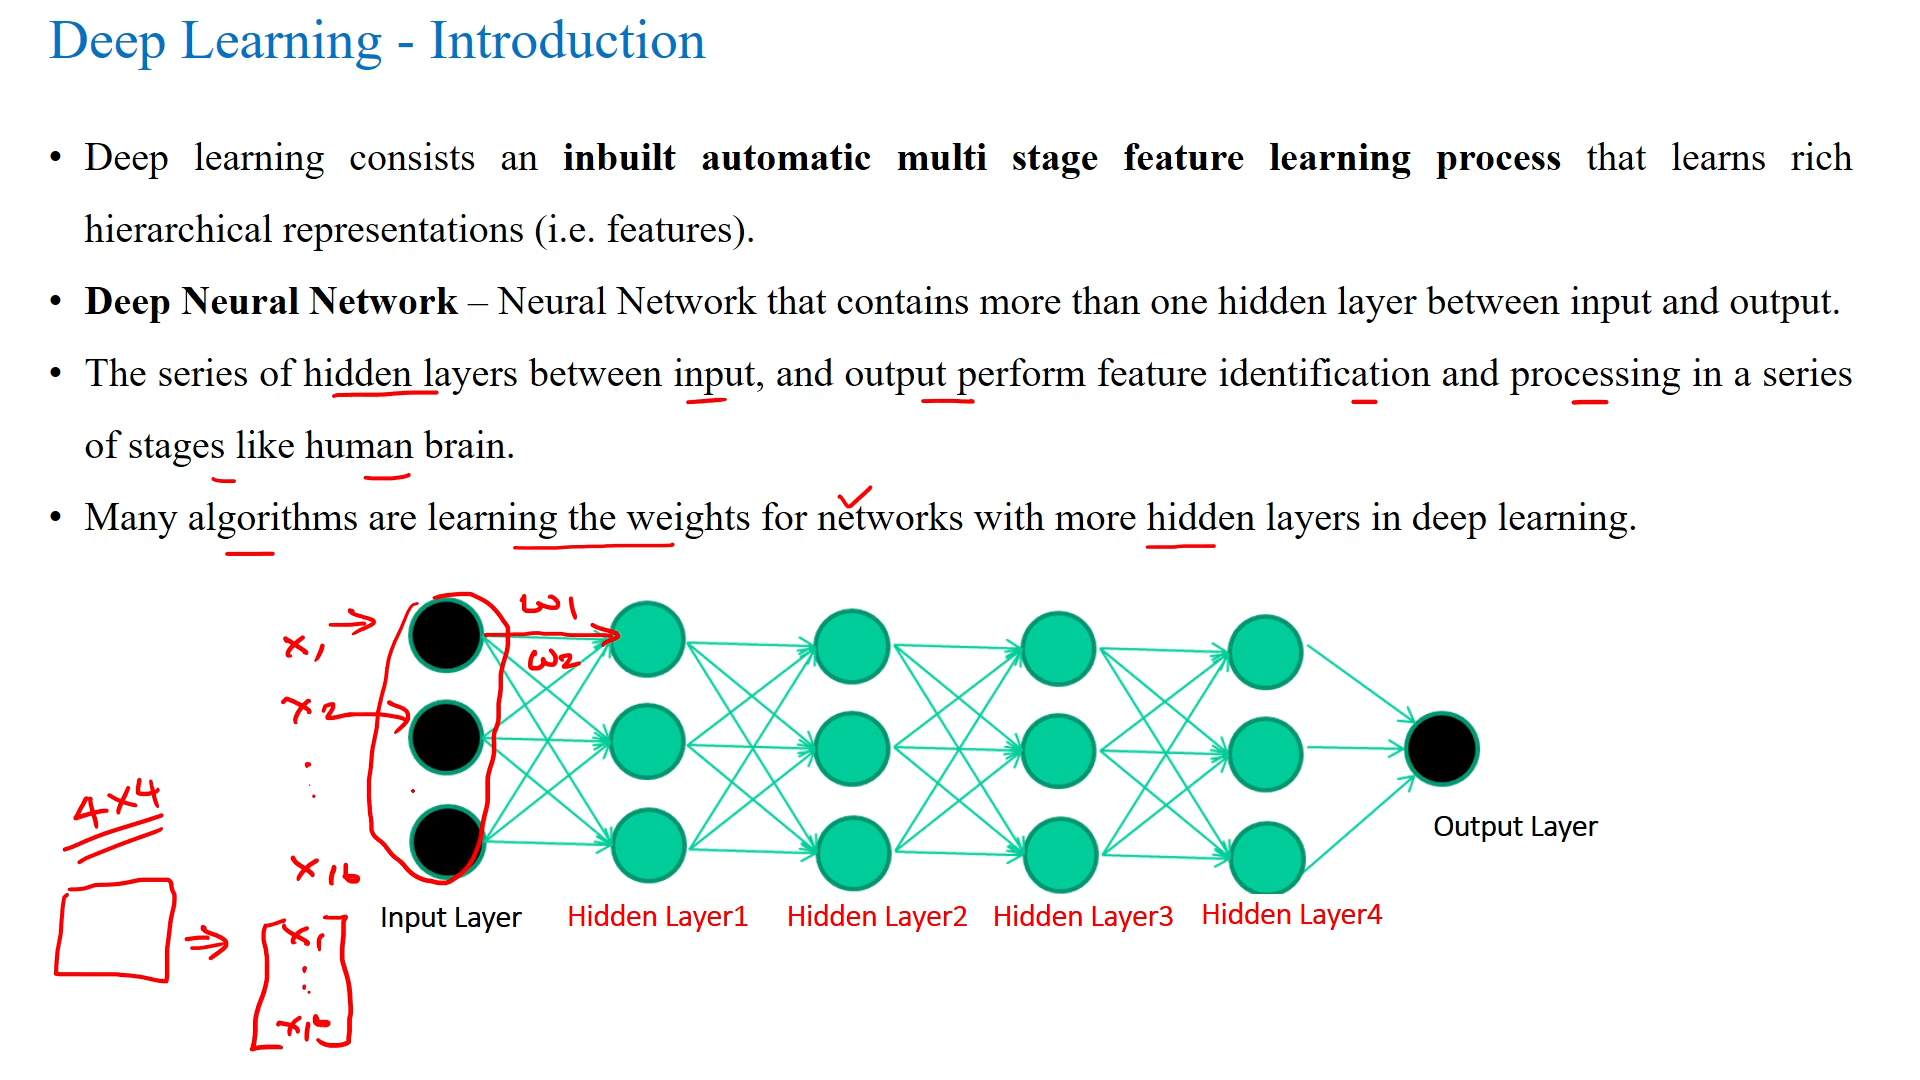 Deep Learning - Introduction
• Deep learning consists an inbuilt automatic multi stage feature learning process that learns rich
hierarchical representations (i.e. features).
• Deep Neural Network – Neural Network that contains more than one hidden layer between input and output.
• The series of hidden layers between input, and output perform feature identification and processing in a series
of stages like human brain.
• Many algorithms are learning the weights for networks with more hidden layers in deep learning.
ω1
x1
ω2
x2
4x4
x16
Output Layer
Input Layer
Hidden Layer1
Hidden Layer2
Hidden Layer3
Hidden Layer4
x1
x16